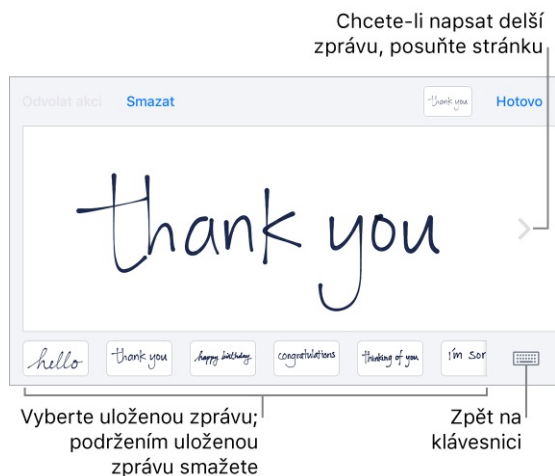 Chcete-li napsat delší
zprávu, posuňte stránku
Odvolat akci Smazat thank you Hotovo
thank you
hello thank you happy birthday congratulations thinking of you i'm sor
Vyberte uloženou zprávu;
podržením uloženou
zprávu smažete
Zpět na
klávesnici